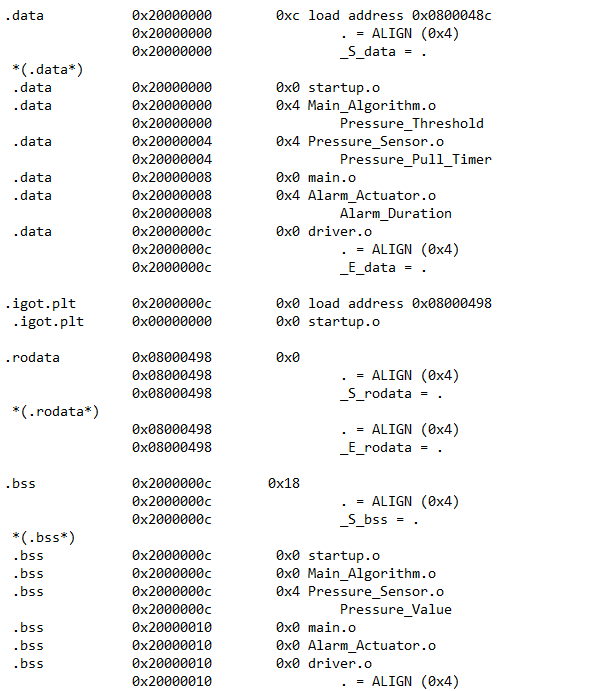 .data 0x20000000 0xc load address 0x0800048c
0x20000000 . = ALIGN (0x4)
0x20000000 _S_data = .
*(.data*)
.data 0x20000000 0x0 startup.o
.data 0x20000000 0x4 Main_Algorithm.o
0x20000000 Pressure_Threshold
.data 0x20000004 0x4 Pressure_Sensor.o
0x20000004 Pressure_Pull_Timer
.data 0x20000008 0x0 main.o
.data 0x20000008 0x4 Alarm_Actuator.o
0x20000008 Alarm_Duration
.data 0x2000000c 0x0 driver.o
0x2000000c . = ALIGN (0x4)
0x2000000c _E_data = .
.igot.plt 0x2000000c 0x0 load address 0x08000498
.igot.plt 0x00000000 0x0 startup.o
.rodata 0x08000498 0x0
0x08000498 . = ALIGN (0x4)
0x08000498 _S_rodata = .
*(.rodata*)
0x08000498 . = ALIGN (0x4)
0x08000498 _E_rodata = .
.bss 0x2000000c 0x18
0x2000000c . = ALIGN (0x4)
0x2000000c _S_bss = .
*(.bss*)
.bss 0x2000000c 0x0 startup.o
.bss 0x2000000c 0x0 Main_Algorithm.o
.bss 0x2000000c 0x4 Pressure_Sensor.o
0x2000000c Pressure_Value
.bss 0x20000010 0x0 main.o
.bss 0x20000010 0x0 Alarm_Actuator.o
.bss 0x20000010 0x0 driver.o
0x20000010 . = ALIGN (0x4)